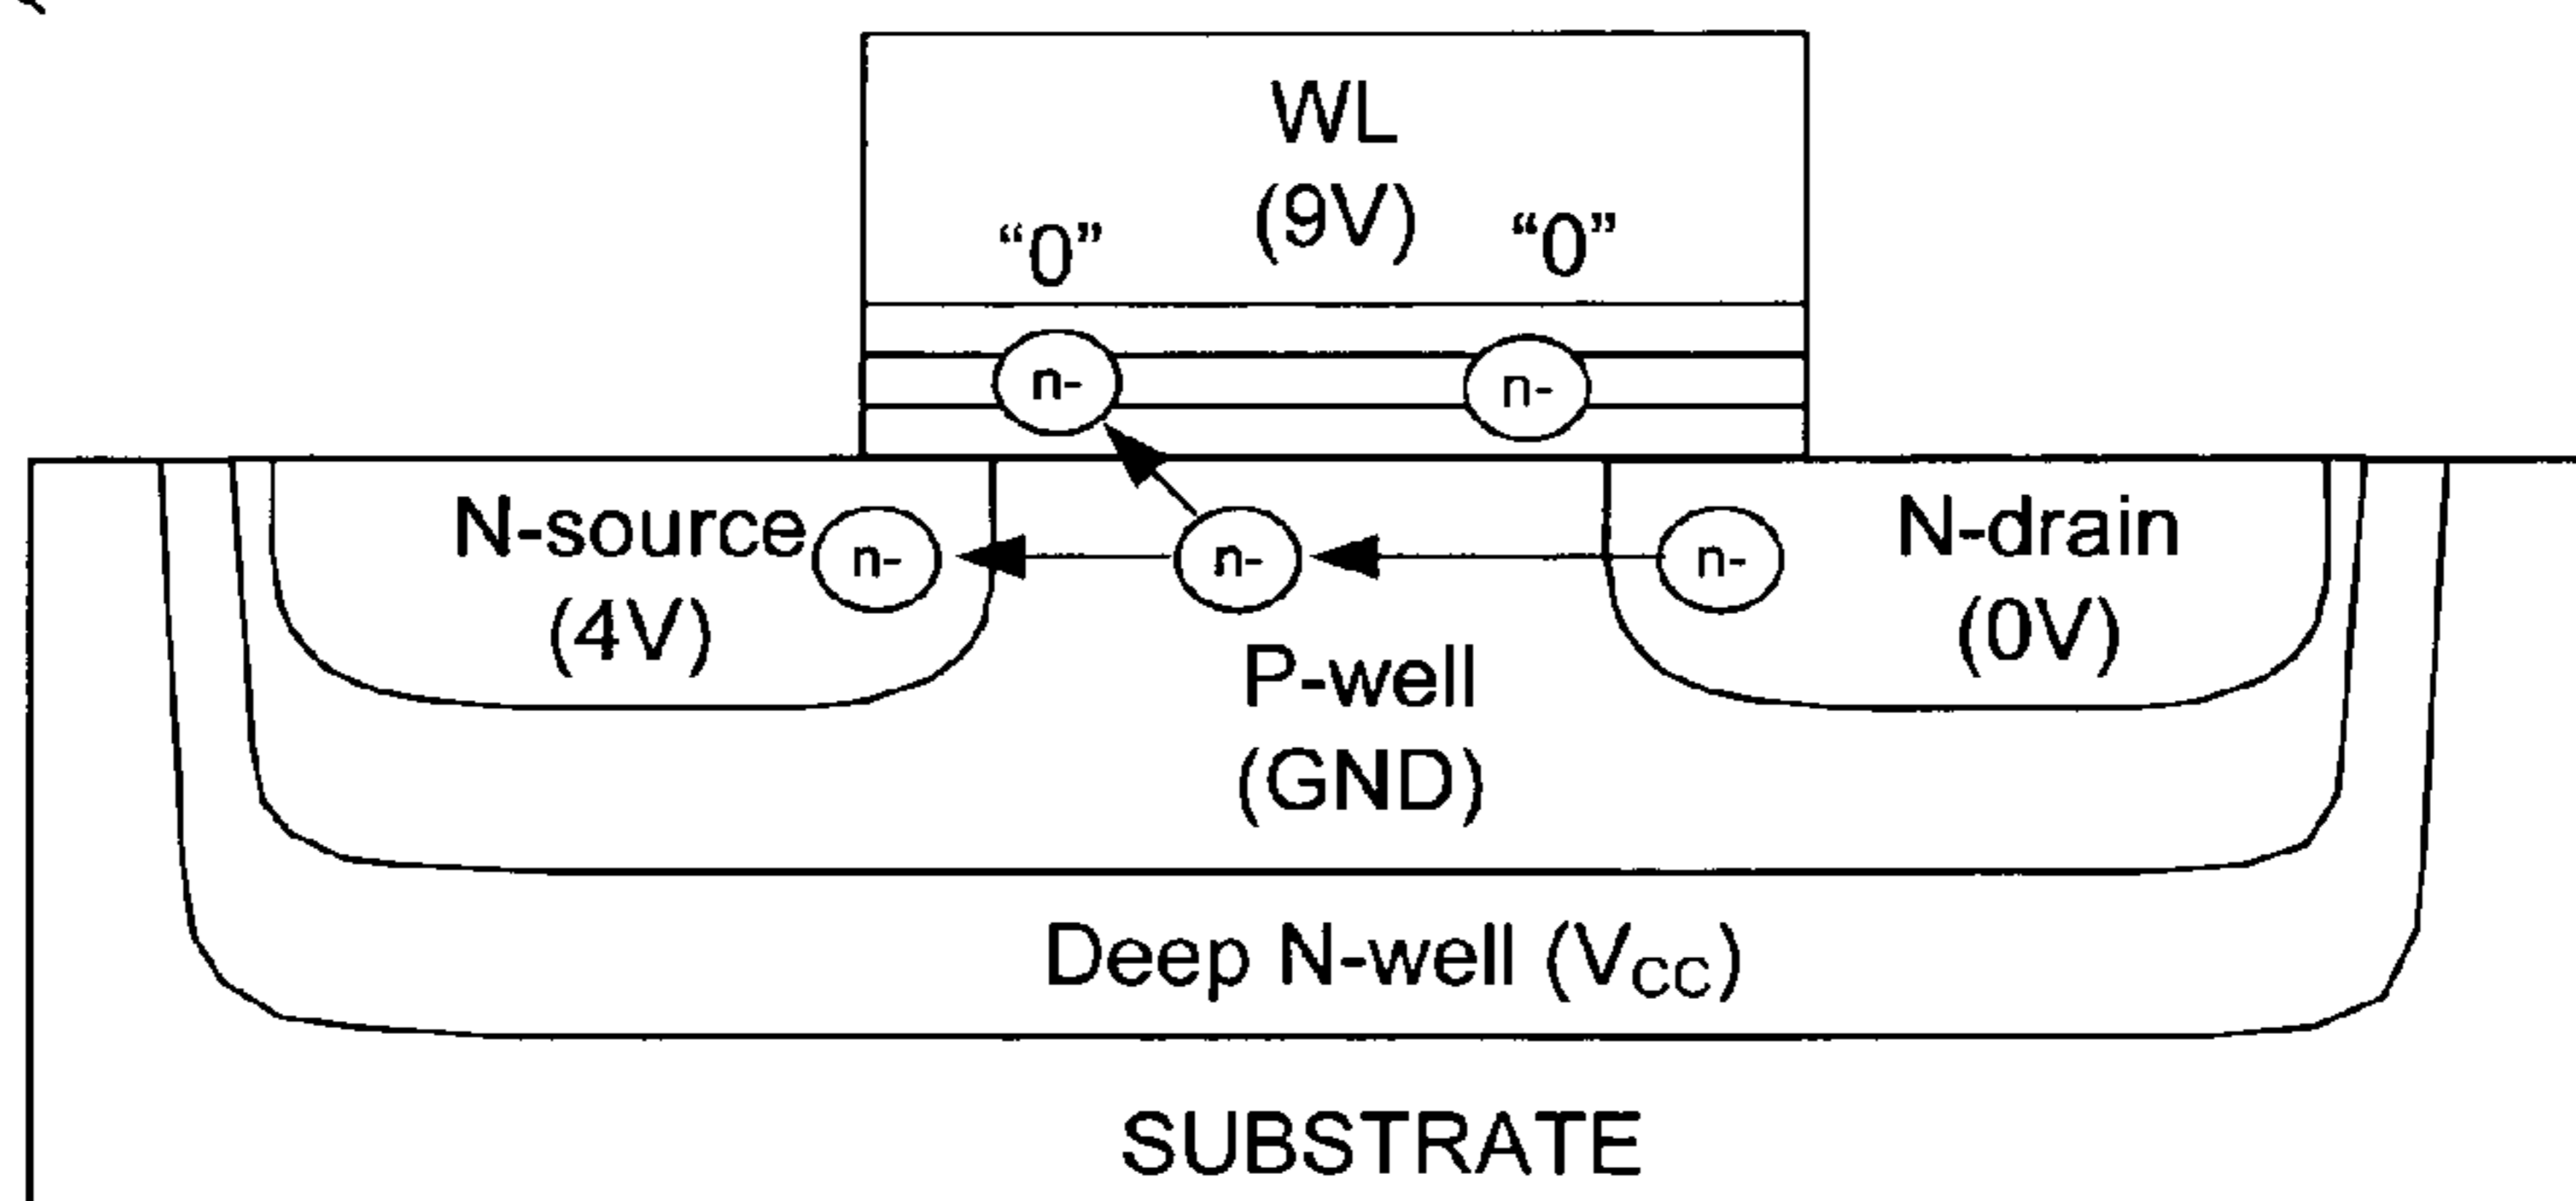 WL
(9V)
“0” “0”
n- n-
N-source n- n- n- N-drain
(4V) (0V)
P-well
(GND)
Deep N-well (VCC)
SUBSTRATE